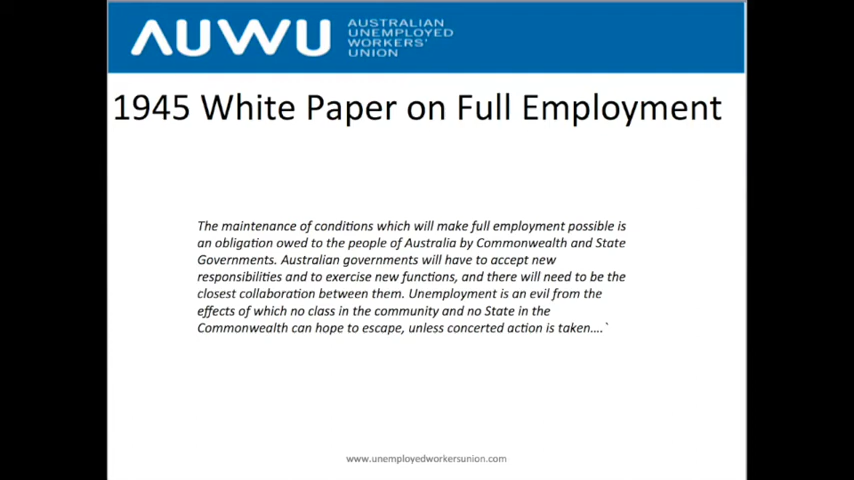 AUWU
AUSTRALIAN
UNEMPLOYED
WORKERS'
UNION
1945 White Paper on Full Employment
The maintenance of conditions which will make full employment possible is
an obligation owed to the people of Australia by Commonwealth and State
Governments. Australian governments will have to accept new
responsibilities and to exercise new functions, and there will need to be the
closest collaboration between them. Unemployment is an evil from the
effects of which no class in the community and no State in the
Commonwealth can hope to escape, unless concerted action is taken....`
www.unemployedworkersunion.com